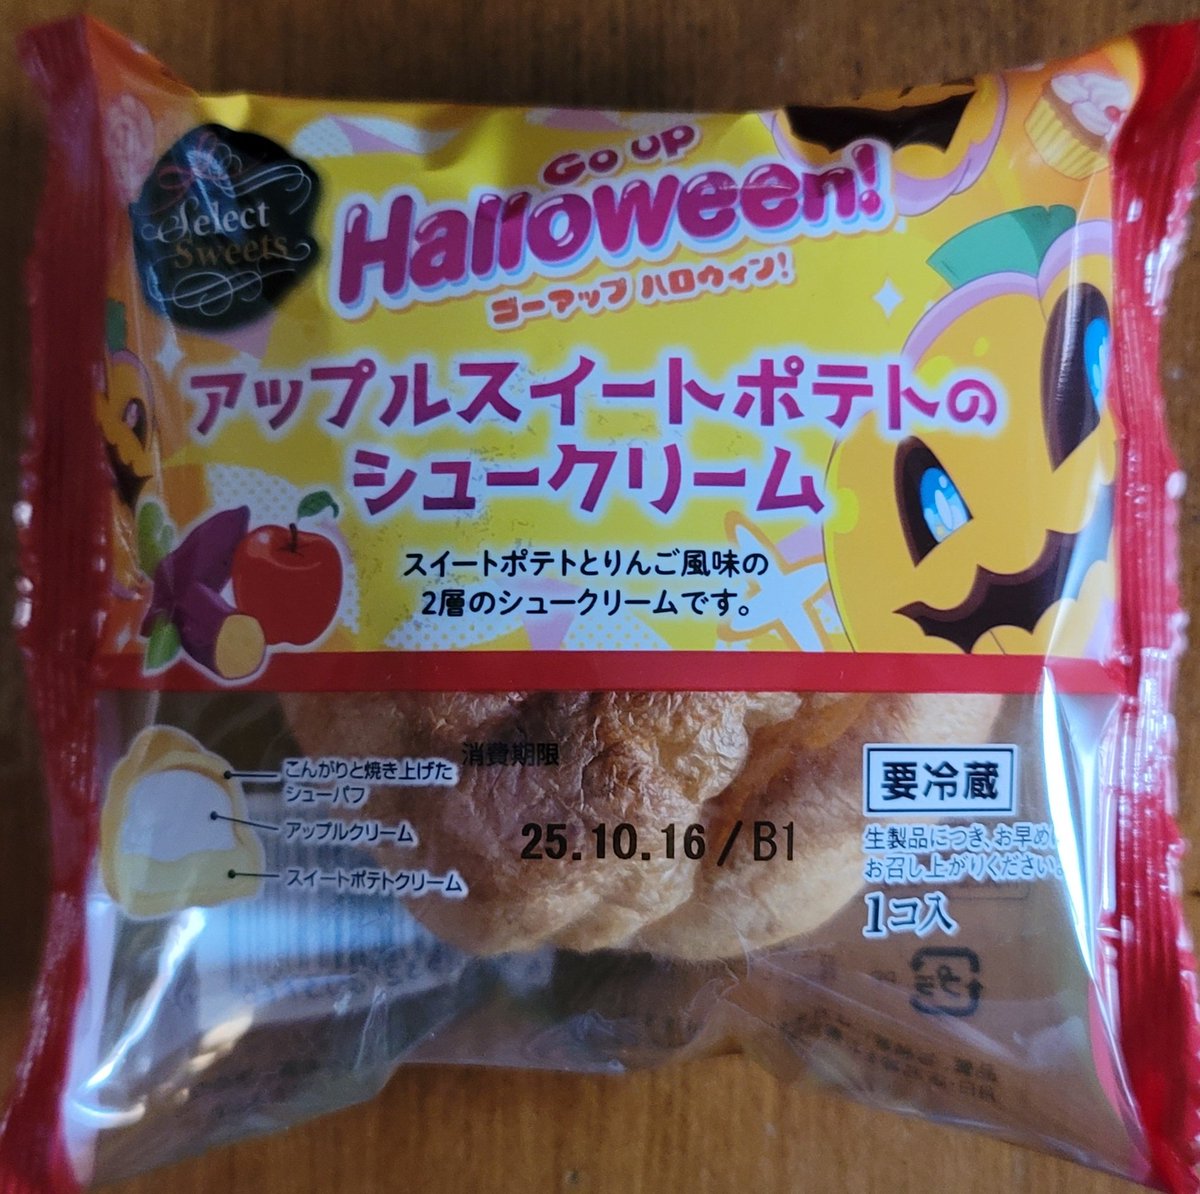 Select
Sweets
Go Up
Halloween!
ゴーアップ ハロウィン!
アップルスイートポテトの
シュークリーム
スイートポテトとりんご風味の
2層のシュークリームです。
こんがりと焼き上げた
シューパフ
アップルクリーム
スイートポテトクリーム
消費期限
25.10.16/B1
要冷蔵
生製品につき、お早め
お召し上がりください
1コ入
プラ